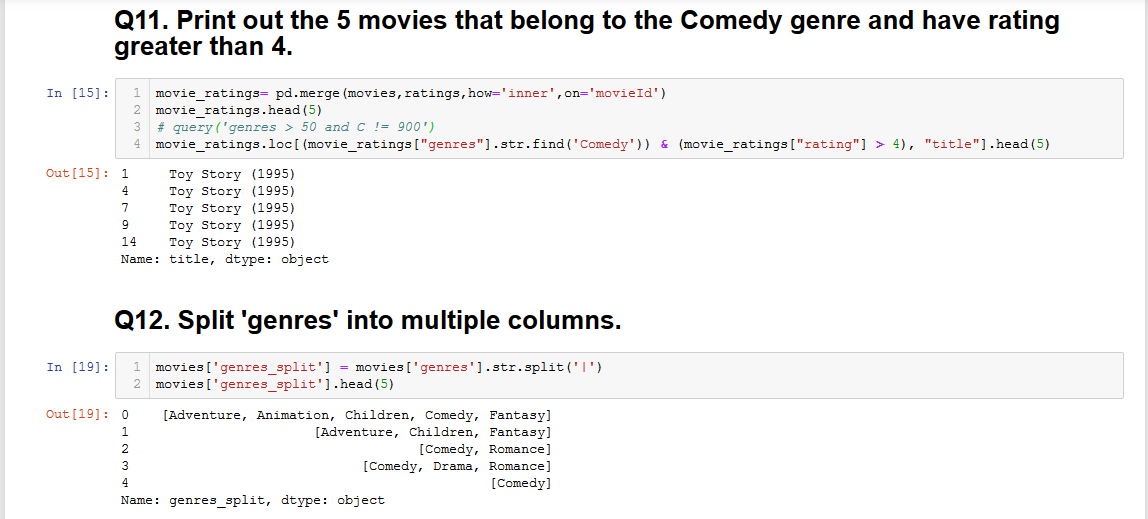 Q11. Print out the 5 movies that belong to the Comedy genre and have rating
greater than 4.
In [15]:
1 movie_ratings= pd.merge(movies,ratings,how='inner',on='movieId')
2 movie_ratings.head(5)
3 # query('genres > 50 and C != 900')
4 movie_ratings.loc[(movie_ratings["genres"].str.find('Comedy')) & (movie_ratings["rating"] > 4), "title"].head(5)
Out[15]: 1 Toy Story (1995)
4 Toy Story (1995)
7 Toy Story (1995)
9 Toy Story (1995)
14 Toy Story (1995)
Name: title, dtype: object
Q12. Split 'genres' into multiple columns.
In [19]:
1 movies['genres_split'] = movies['genres'].str.split('|')
2 movies['genres_split'].head(5)
Out[19]: 0 [Adventure, Animation, Children, Comedy, Fantasy]
1 [Adventure, Children, Fantasy]
2 [Comedy, Romance]
3 [Comedy, Drama, Romance]
4 [Comedy]
Name: genres_split, dtype: object